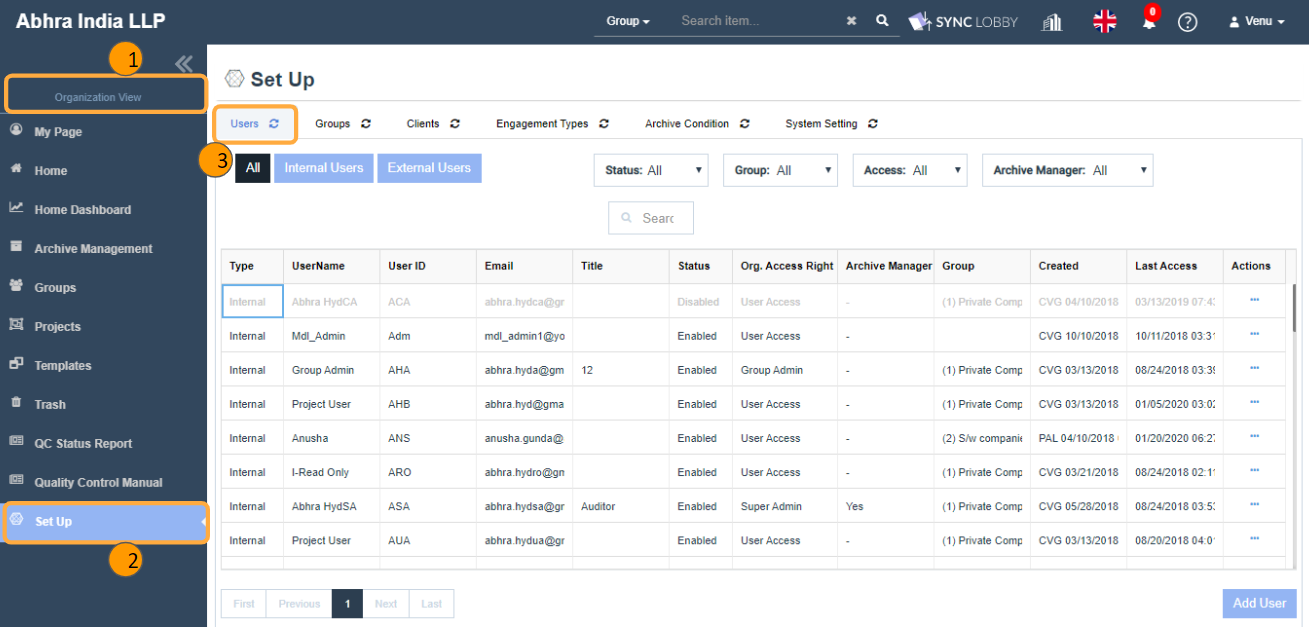 Abhra India LLP Group Search item... SYNC LOBBY 0 Venu
1
Organization View
My Page
Home
Home Dashboard
Archive Management
Groups
Projects
Templates
Trash
QC Status Report
Quality Control Manual
Set Up
2
Set Up
Users Groups Clients Engagement Types Archive Condition System Setting
3 All Internal Users External Users Status: All Group: All Access: All Archive Manager: All
Searc
Type UserName User ID Email Title Status Org. Access Right Archive Manager Group Created Last Access Actions
Internal Abhra HydCA ACA abhra.hydca@gr Disabled User Access - (1) Private Comp CVG 04/10/2018 03/13/2019 07:4 ...
Internal Mdl_Admin Adm mdl_admin1@yo Enabled User Access - CVG 10/10/2018 10/11/2018 03:31 ...
Internal Group Admin AHA abhra.hyda@gm 12 Enabled Group Admin - (1) Private Comp CVG 03/13/2018 08/24/2018 03:39 ...
Internal Project User AHB abhra.hyd@gma Enabled User Access - (1) Private Comp CVG 03/13/2018 01/05/2020 03:02 ...
Internal Anusha ANS anusha.gunda@ Enabled User Access - (2) S/w companie PAL 04/10/2018 01/20/2020 06:27 ...
Internal I-Read Only ARO abhra.hydro@gm Enabled User Access - (1) Private Comp CVG 03/21/2018 08/24/2018 02:11 ...
Internal Abhra HydSA ASA abhra.hydsa@gr Auditor Enabled Super Admin Yes (1) Private Comp CVG 05/28/2018 08/24/2018 03:5 ...
Internal Project User AUA abhra.hydua@gr Enabled User Access - (1) Private Comp CVG 03/13/2018 08/20/2018 04:0 ...
First Previous 1 Next Last Add User